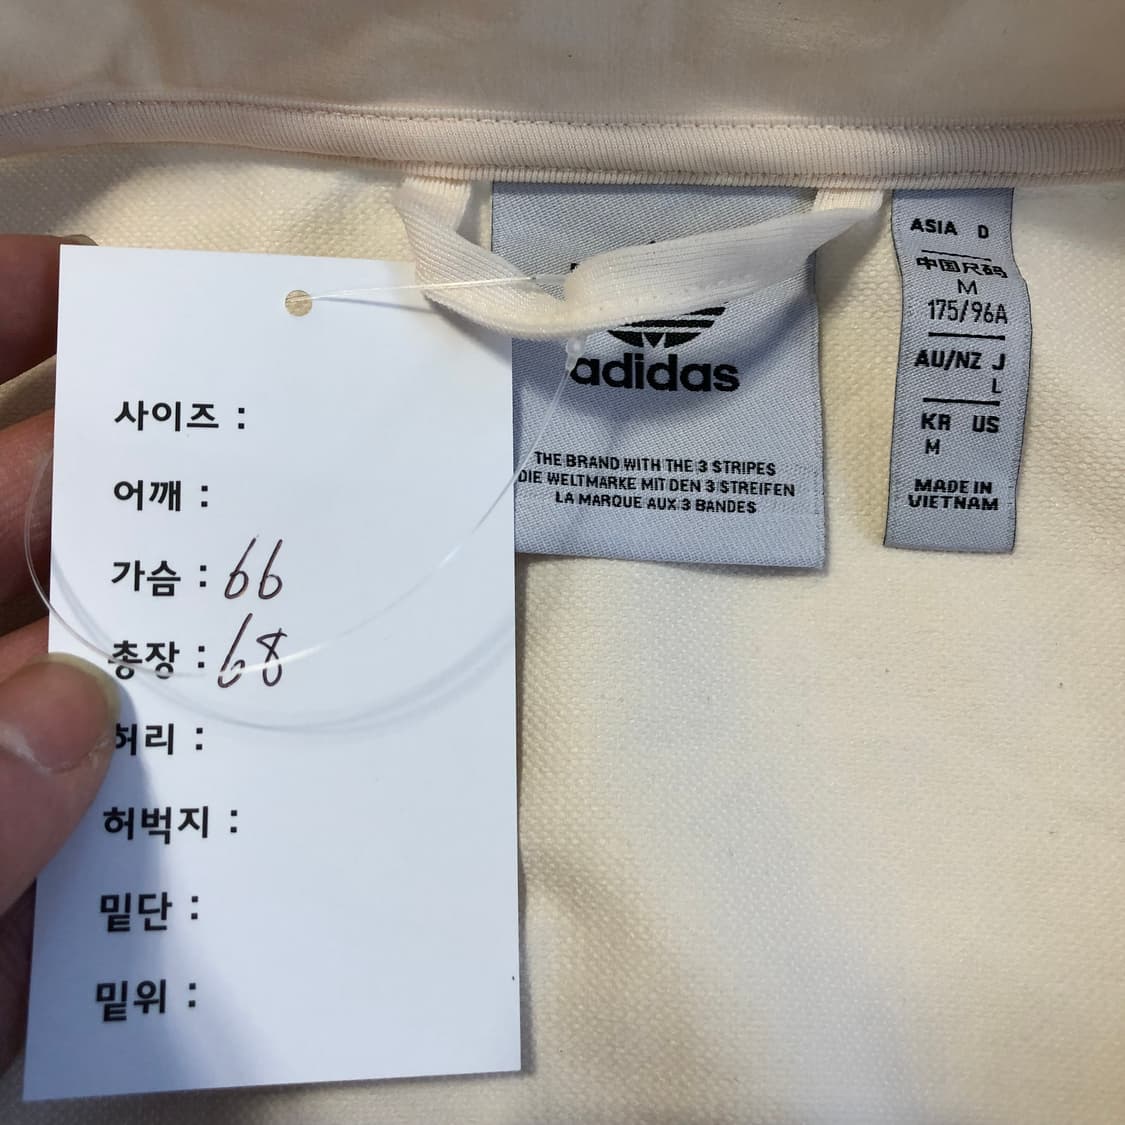 사이즈 :
어깨 :
가슴 : 66
총장 : 68
허리 :
허벅지 :
밑단 :
밑위 :
adidas
THE BRAND WITH THE 3 STRIPES
DIE WELTMARKE MIT DEN 3 STREIFEN
LA MARQUE AUX 3 BANDES
ASIA D
中国尺码
M
175/96A
AU/NZ J
L
KR US
M
MADE IN
VIETNAM